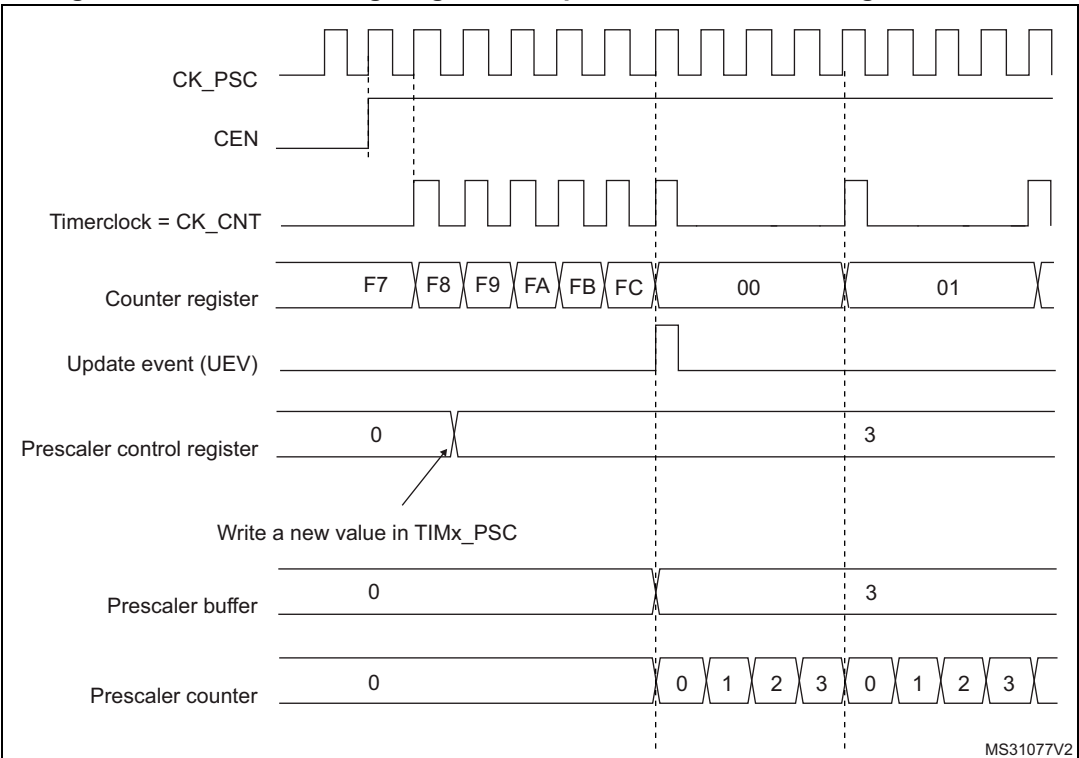 CK_PSC
CEN
Timerclock = CK_CNT
F7 F8 F9 FA FB FC 00 01
Counter register
Update event (UEV)
0 3
Prescaler control register
Write a new value in TIMx_PSC
0 3
Prescaler buffer
0 0 1 2 3 0 1 2 3
Prescaler counter
MS31077V2